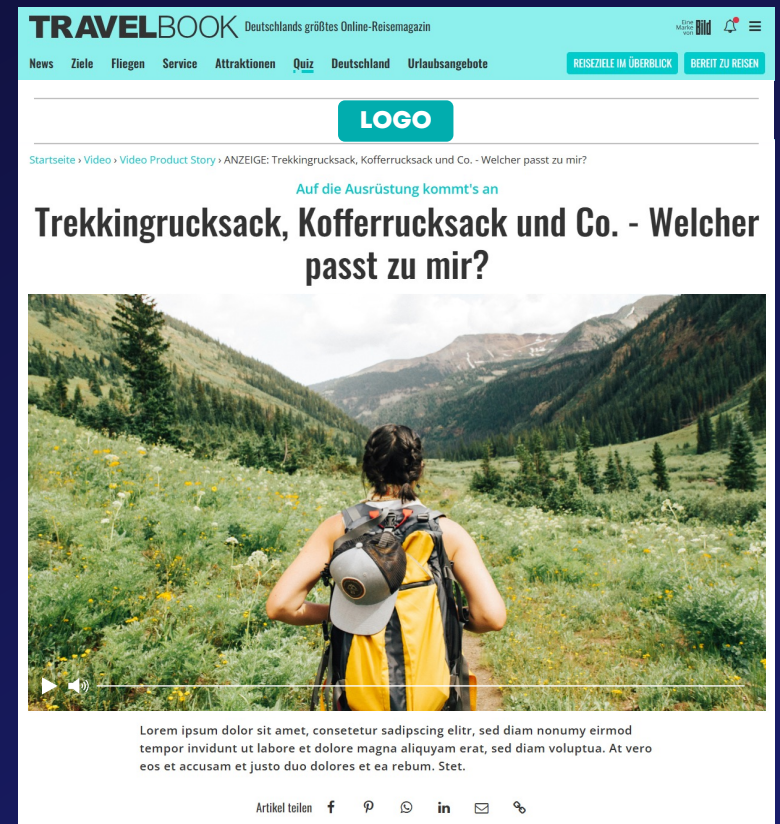 TRAVELBOOK Deutschlands größtes Online-Reisemagazin
Eine Marke von Bild
News Ziele Fliegen Service Attraktionen Quiz Deutschland Urlaubsangebote REISEZIELE IM ÜBERBLICK BEREIT ZU REISEN
LOGO
Startseite › Video › Video Product Story › ANZEIGE: Trekkingrucksack, Kofferrucksack und Co. - Welcher passt zu mir?
Auf die Ausrüstung kommt's an
Trekkingrucksack, Kofferrucksack und Co. - Welcher
passt zu mir?
Lorem ipsum dolor sit amet, consetetur sadipscing elitr, sed diam nonumy eirmod
tempor invidunt ut labore et dolore magna aliquyam erat, sed diam voluptua. At vero
eos et accusam et justo duo dolores et ea rebum. Stet.
Artikel teilen